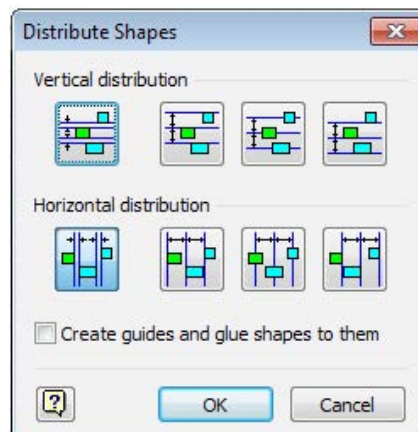 Distribute Shapes
Vertical distribution
Horizontal distribution
Create guides and glue shapes to them
?
OK
Cancel